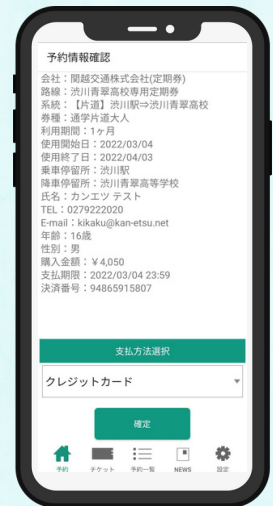 予約情報確認
会社：関越交通株式会社(定期券)
路線：渋川青翠高校専用定期券
系統：【片道】渋川駅⇒渋川青翠高校
券種：通学片道大人
利用期間：1ヶ月
使用開始日：2022/03/04
使用終了日：2022/04/03
乗車停留所：渋川駅
降車停留所：渋川青翠高等学校
氏名：カンエツ テスト
TEL：0279222020
E-mail：kikaku@kan-etsu.net
年齢：16歳
性別：男
購入金額：￥4,050
支払期限：2022/03/04 23:59
決済番号：94865915807
支払方法選択
クレジットカード
確定
予約 チケット 予約一覧 NEWS 設定